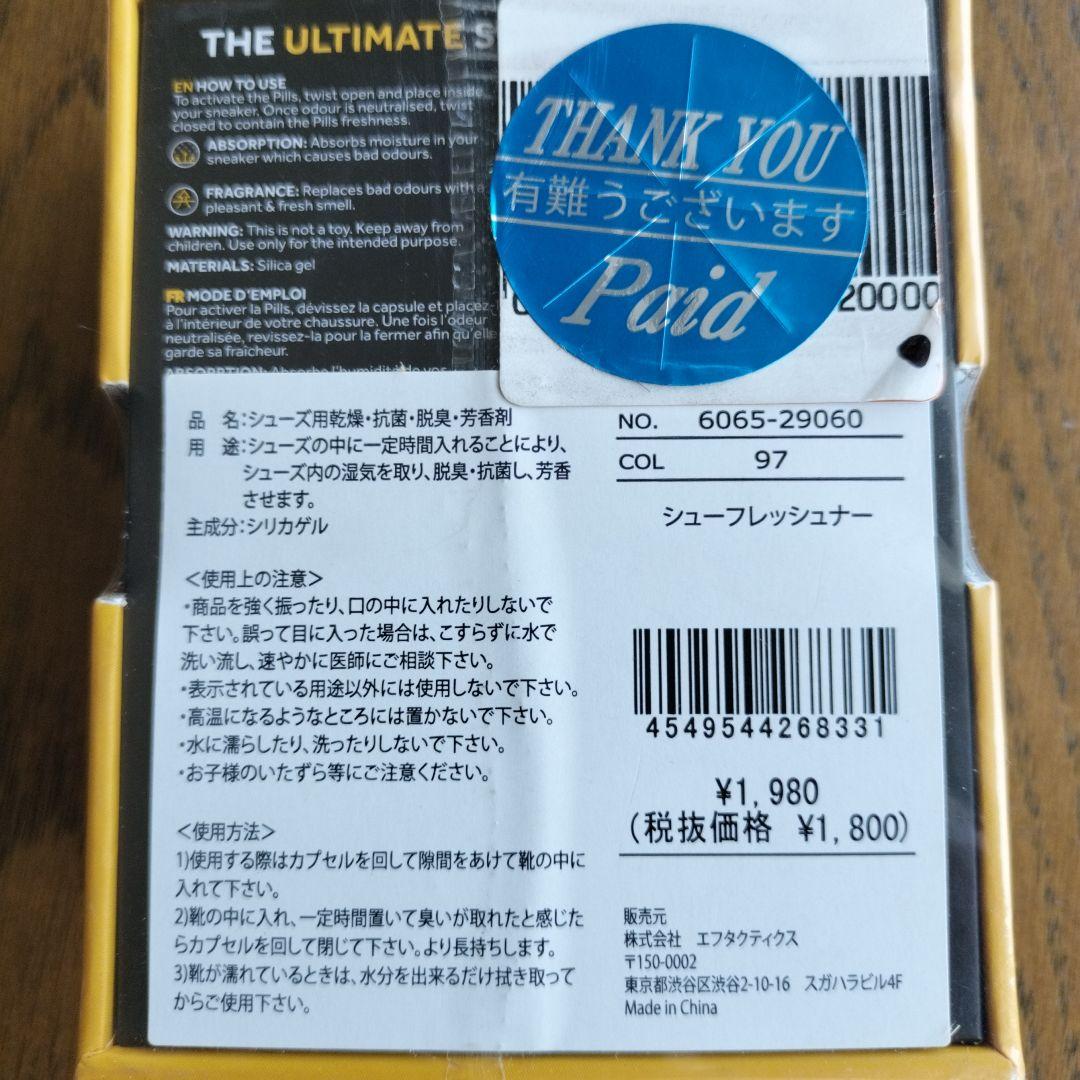 THE ULTIMATE
EN HOW TO USE
To activate the Pills, twist open and place inside
your sneaker. Once odour is neutralised, twist
closed to contain the Pills freshness.
ABSORPTION: Absorbs moisture in your
sneaker which causes bad odours.
FRAGRANCE: Replaces bad odours with a
pleasant & fresh smell.
WARNING: This is not a toy. Keep away from
children. Use only for the intended purpose.
MATERIALS: Silica gel
FR MODE D'EMPLOI
Pour activer la Pills, dévissez la capsule et placez-
à l'intérieur de votre chaussure. Une fois l'odeur
neutralisée, revissez-la pour la fermer afin qu'elle
garde sa fraicheur.
ABSORPTION: Absorbe l'humidité de vos
THANK YOU
有難うございます
Paid
20000
品 名:シューズ用乾燥・抗菌・脱臭・芳香剤
用 途:シューズの中に一定時間入れることにより、
シューズ内の湿気を取り、脱臭・抗菌し、芳香
させます。
主成分:シリカゲル
<使用上の注意>
・商品を強く振ったり、口の中に入れたりしないで
下さい。誤って目に入った場合は、こすらずに水で
洗い流し、速やかに医師にご相談下さい。
・表示されている用途以外には使用しないで下さい。
・高温になるようなところには置かないで下さい。
・水に濡らしたり、洗ったりしないで下さい。
・お子様のいたずら等にご注意ください。
<使用方法>
1)使用する際はカプセルを回して隙間をあけて靴の中に
入れて下さい。
2)靴の中に入れ、一定時間置いて臭いが取れたと感じた
らカプセルを回して閉じて下さい。より長持ちします。
3)靴が濡れているときは、水分を出来るだけ拭き取って
からご使用下さい。
NO. 6065-29060
COL 97
シューフレッシュナー
4549544268331
¥1,980
(税抜価格 ¥1,800)
販売元
株式会社 エフタクティクス
〒150-0002
東京都渋谷区渋谷2-10-16 スガハラビル4F
Made in China